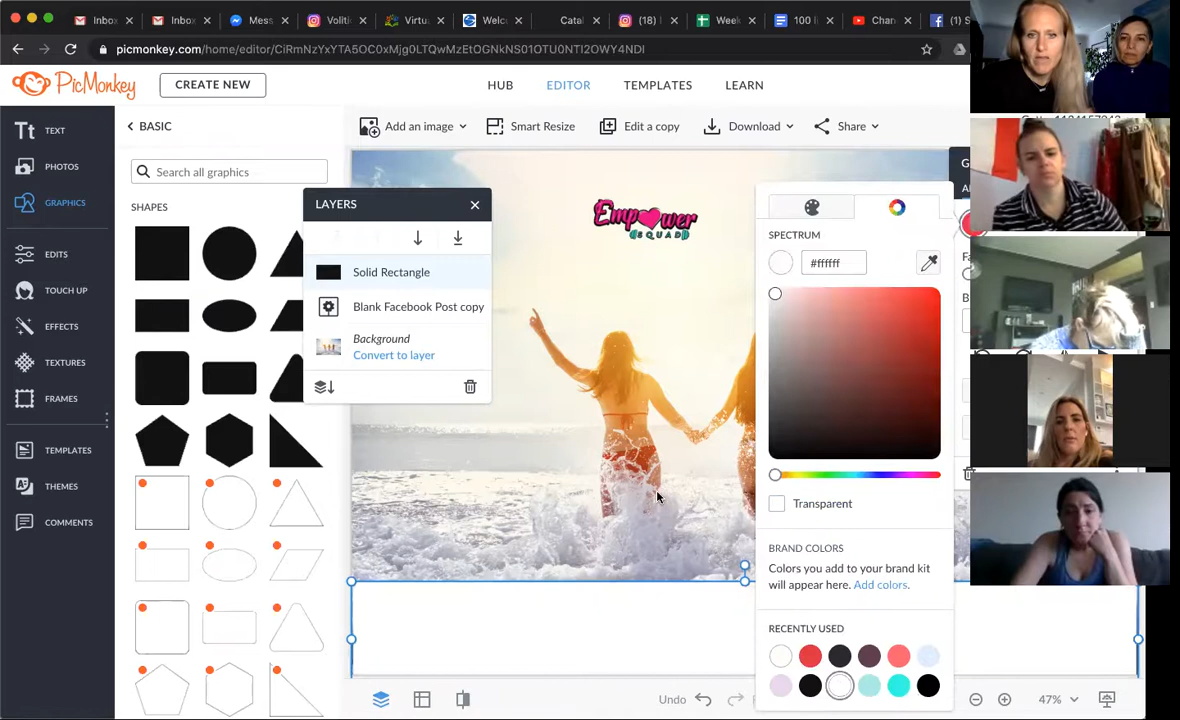 Inbox
Inbox
Mess
Voliti
Virtu
Welc
Catal
(18) I
Week
100 I
Chan
(1) S
picmonkey.com/home/editor/
PicMonkey
CREATE NEW
HUB
EDITOR
TEMPLATES
LEARN
Tt TEXT
PHOTOS
GRAPHICS
EDITS
TOUCH UP
EFFECTS
TEXTURES
FRAMES
TEMPLATES
THEMES
COMMENTS
BASIC
Search all graphics
SHAPES
Add an image
Smart Resize
Edit a copy
Download
Share
LAYERS
Solid Rectangle
Blank Facebook Post copy
Background
Convert to layer
Empower
SQUAD
SPECTRUM
#ffffff
Transparent
BRAND COLORS
Colors you add to your brand kit
will appear here. Add colors.
RECENTLY USED
Undo
47%